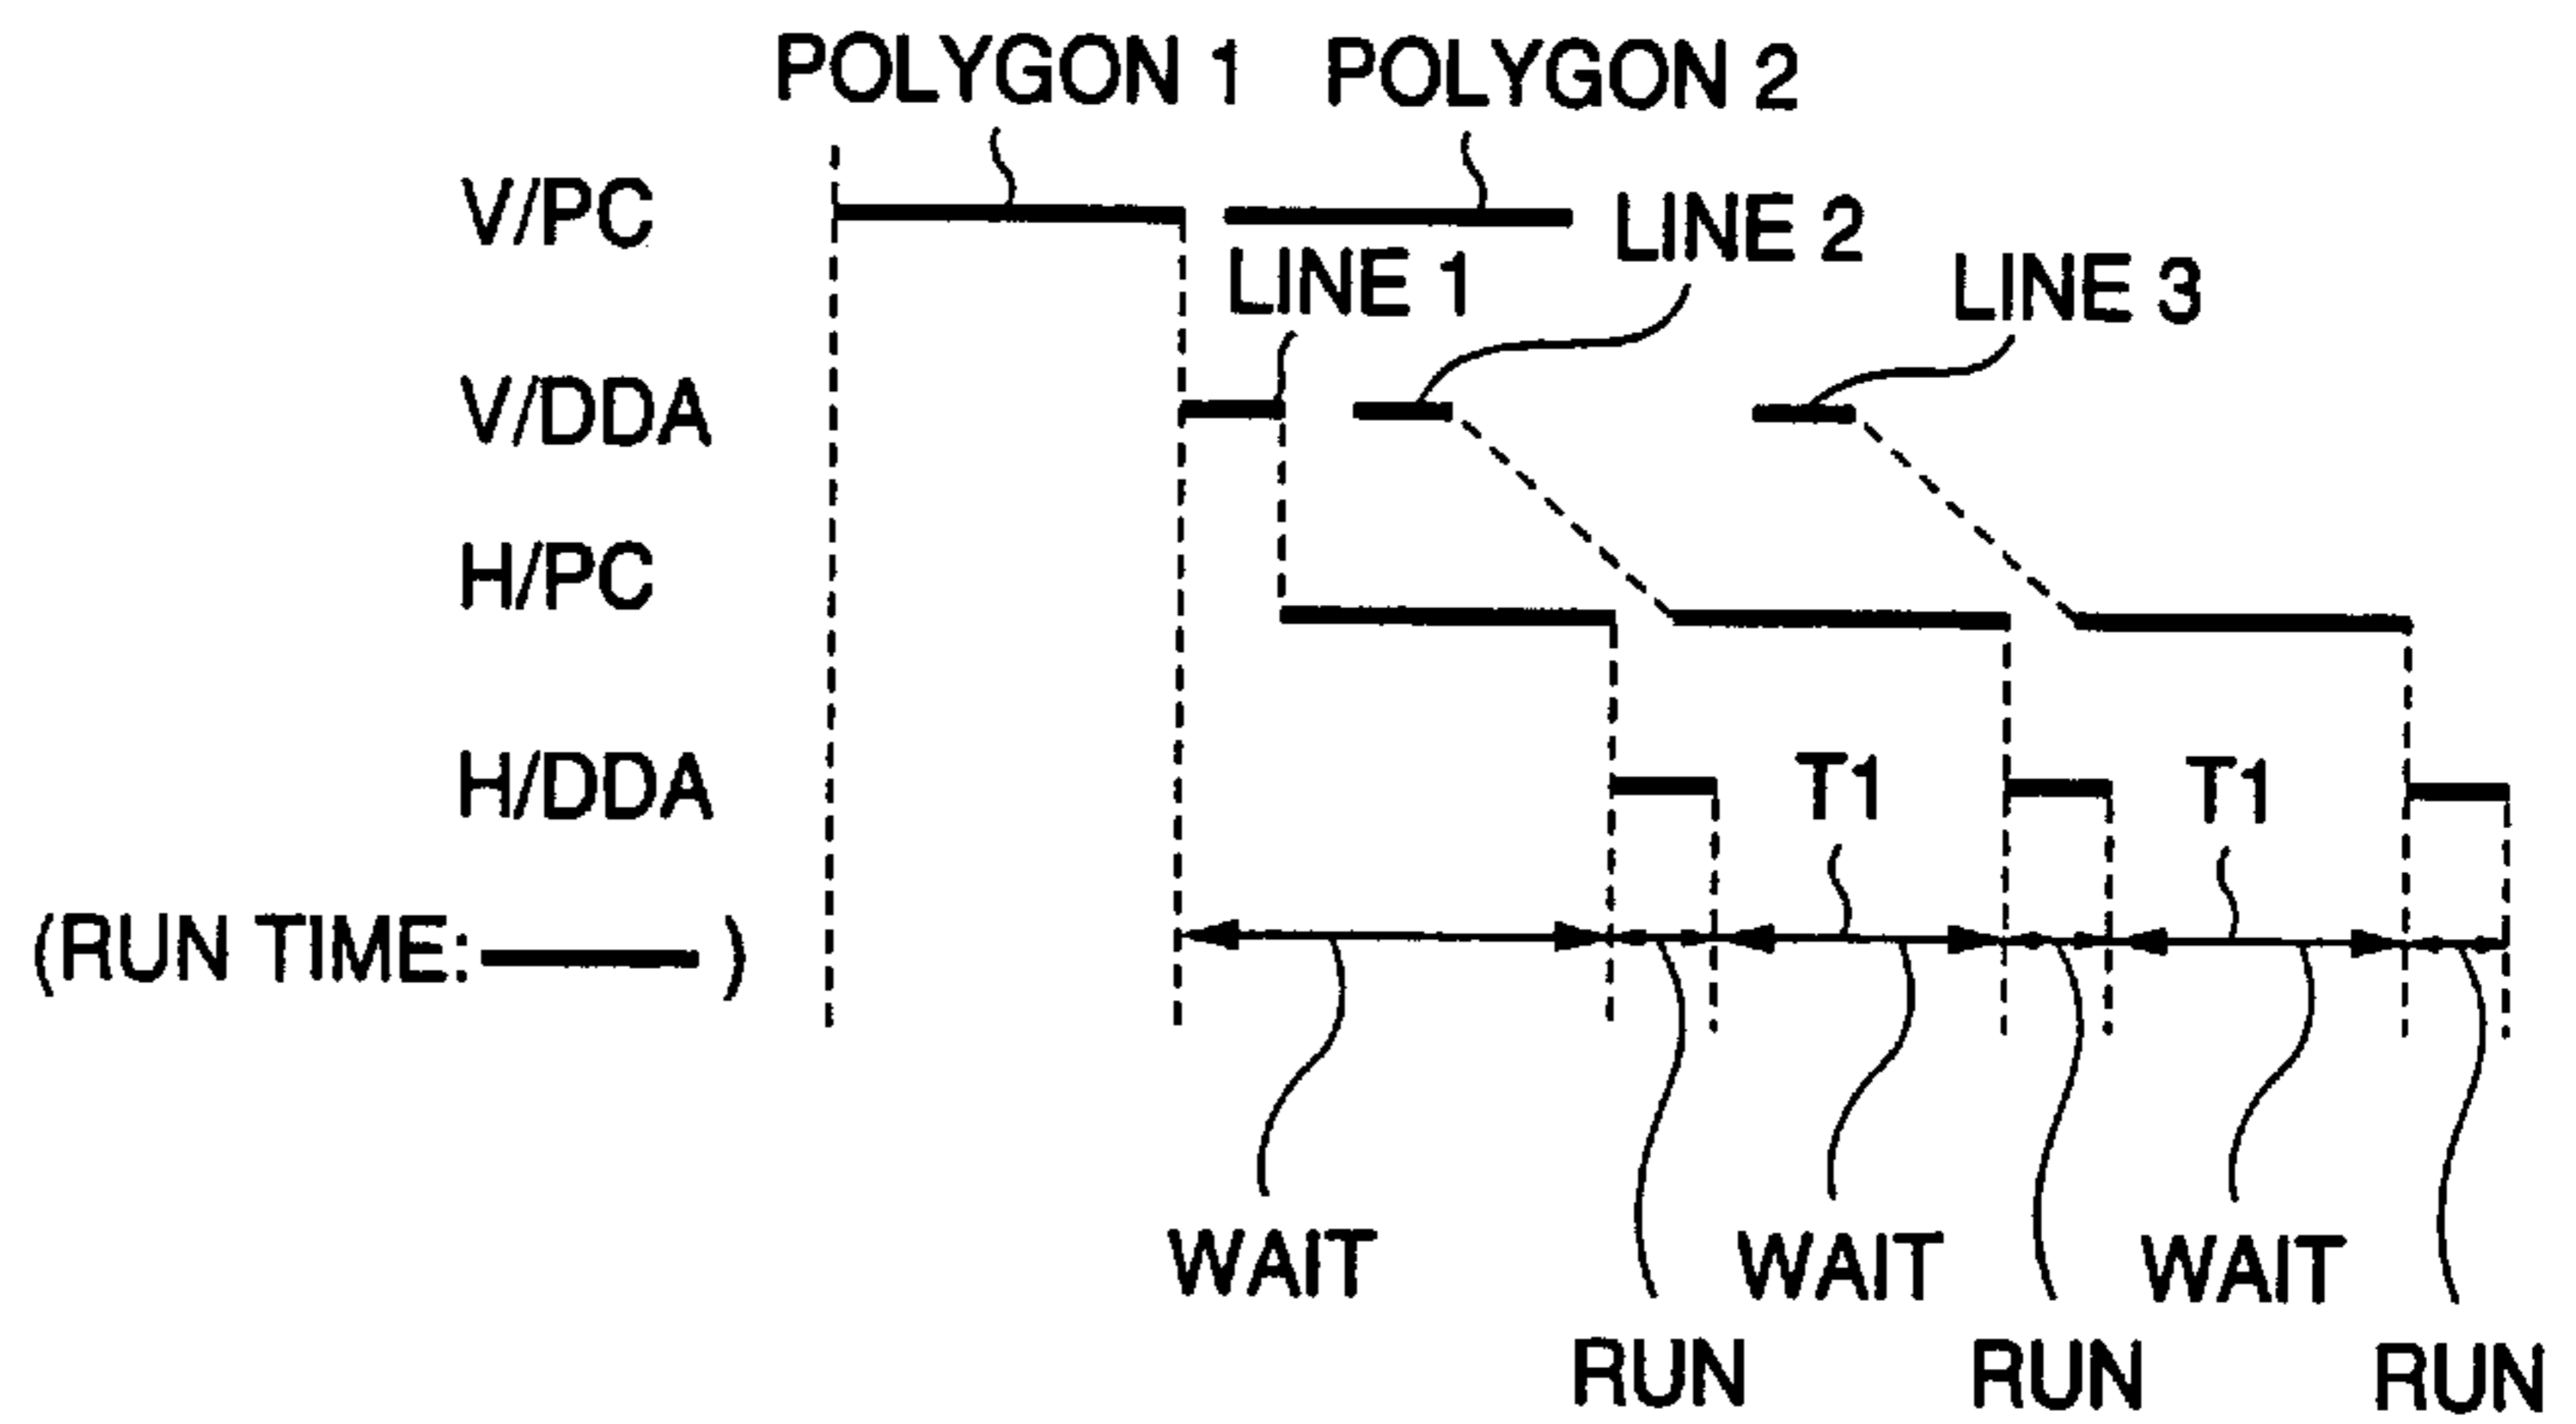 POLYGON 1 POLYGON 2
V/PC
LINE 1
LINE 2
LINE 3
V/DDA
H/PC
H/DDA
T1
T1
(RUN TIME: )
WAIT
WAIT
WAIT
RUN
RUN
RUN